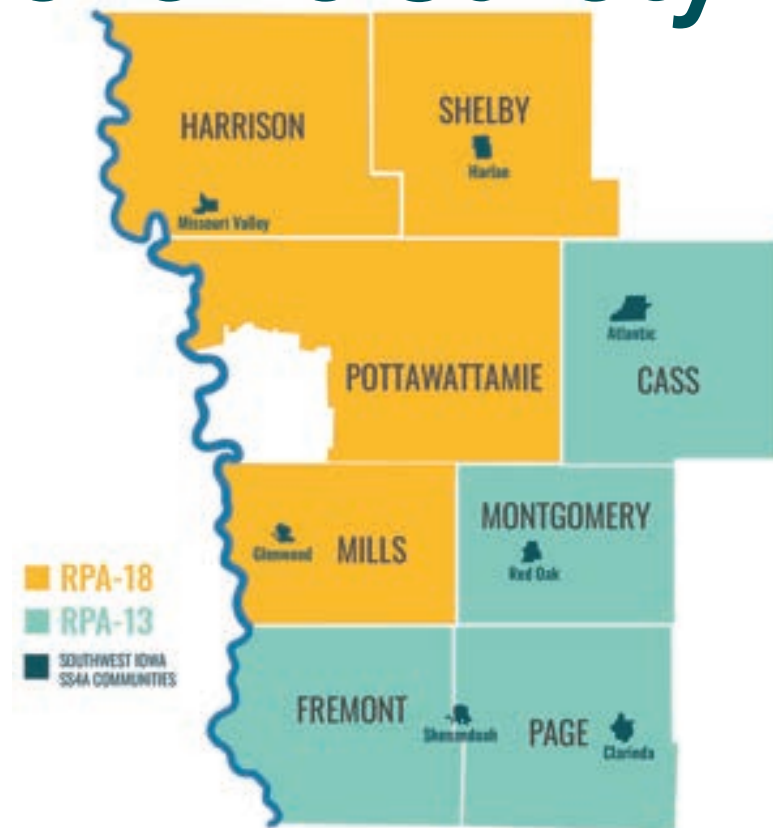 HARRISON
SHELBY
Harlan
Missouri Valley
Atlantic
POTTAWATTAMIE
CASS
MONTGOMERY
Glenwood
MILLS
Red Oak
RPA-18
RPA-13
SOUTHWEST IOWA
SS4A COMMUNITIES
FREMONT
Shenandoah
PAGE
Clarinda